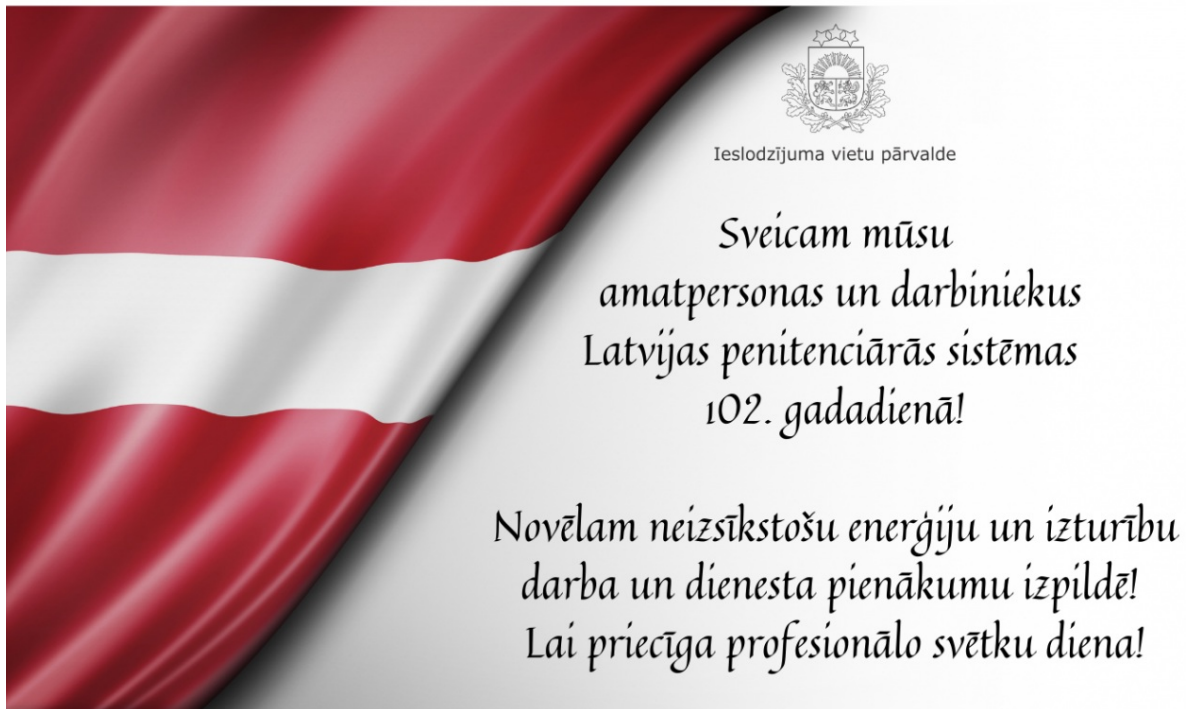 Ieslodzījuma vietu pārvalde
Sveicam mūsu
amatpersonas un darbiniekus
Latvijas penitenciārās sistēmas
102. gadadienā!
Novēlam neizsīkstošu enerģiju un izturību
darba un dienesta pienākumu izpildē!
Lai priecīga profesionālo svētku diena!